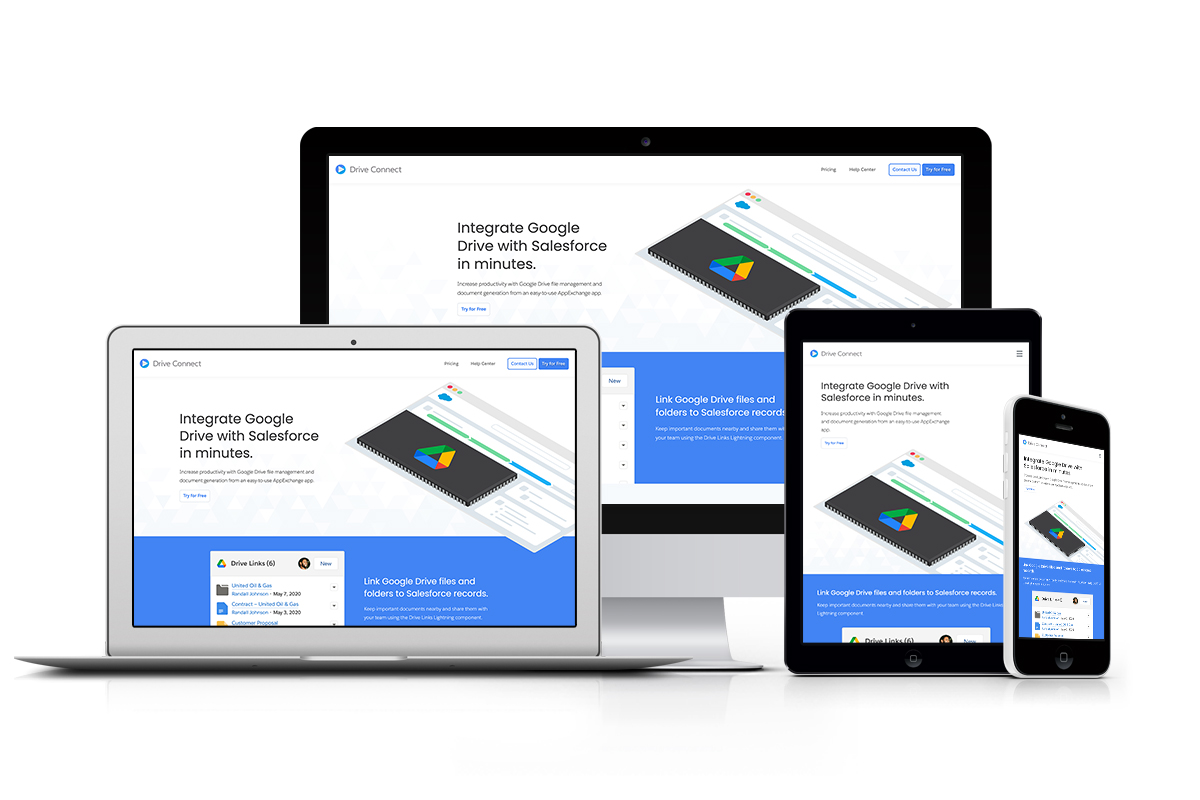 Drive Connect
Pricing
Help Center
Contact Us
Try for Free
Integrate Google
Drive with Salesforce
in minutes.
Increase productivity with Google Drive file management and
document generation from an easy-to-use AppExchange app.
Try for Free
New
Link Google Drive files and
folders to Salesforce records.
Keep important documents nearby and share them with
your team using the Drive Links Lightning component.
Drive Connect
Pricing
Help Center
Contact Us
Try for Free
Integrate Google
Drive with Salesforce
in minutes.
Increase productivity with Google Drive file management and
document generation from an easy-to-use AppExchange app.
Try for Free
Drive Links (6)
New
United Oil & Gas
Randall Johnson • May 7, 2020
Contract – United Oil & Gas
Randall Johnson • May 3, 2020
Customer Proposal
Link Google Drive files and
folders to Salesforce records.
Keep important documents nearby and share them with
your team using the Drive Links Lightning component.
Drive Connect
Integrate Google Drive with
Salesforce in minutes.
Increase productivity with Google Drive file management
and document generation from an easy-to-use AppExchange
app.
Try for Free
Link Google Drive files and folders to Salesforce records.
Keep important documents nearby and share them with your team using the Drive Links
Lightning component.
Drive Links (6)
New
Drive Connect
Integrate Google Drive with
Salesforce in minutes.
Drive Links